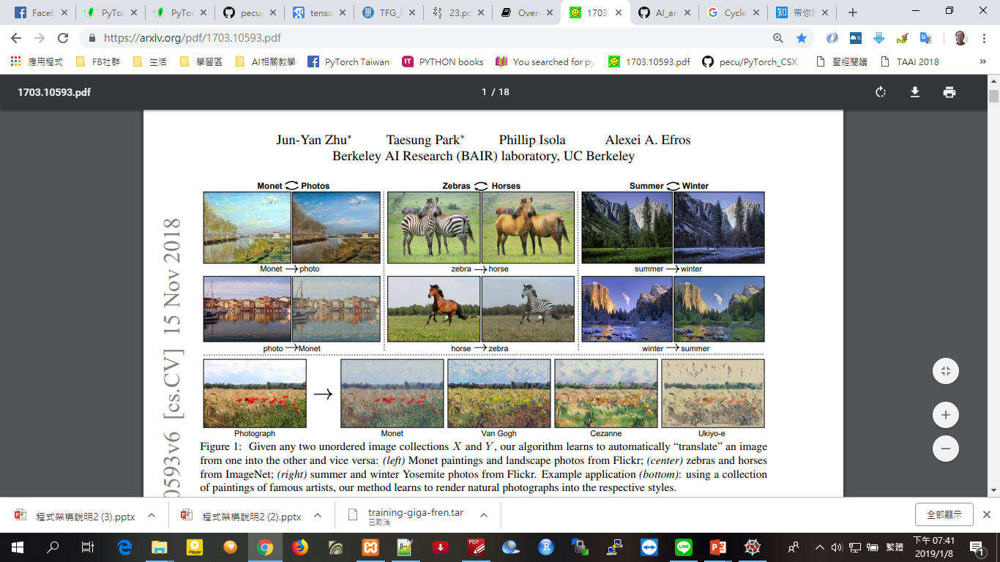 Faceb
PyTor
PyTor
pecu/
tenso
TFG_f
23.pd
Over
1703
AI_ar
Cycle
带你理
https://arxiv.org/pdf/1703.10593.pdf
應用程式
FB社群
生活
學習區
AI相關教學
PyTorch Taiwan
PYTHON books
You searched for py
1703.10593.pdf
pecu/PyTorch_CSX
聖經閱讀
TAAI 2018
»
1703.10593.pdf
1 / 18
Jun-Yan Zhu* Taesung Park* Phillip Isola Alexei A. Efros
Berkeley AI Research (BAIR) laboratory, UC Berkeley
0593v6 [cs.CV] 15 Nov 2018
Monet Photos
Zebras Horses
Summer Winter
Monet → photo
zebra → horse
summer → winter
photo → Monet
horse → zebra
winter → summer
Photograph
Monet
Van Gogh
Cezanne
Ukiyo-e
Figure 1: Given any two unordered image collections X and Y, our algorithm learns to automatically “translate” an image
from one into the other and vice versa: (left) Monet paintings and landscape photos from Flickr; (center) zebras and horses
from ImageNet; (right) summer and winter Yosemite photos from Flickr. Example application (bottom): using a collection
of paintings of famous artists, our method learns to render natural photographs into the respective styles.
程式架構說明2 (3).pptx
程式架構說明2 (2).pptx
training-giga-fren.tar
已取消
全部顯示
繁體
下午 07:41
2019/1/8